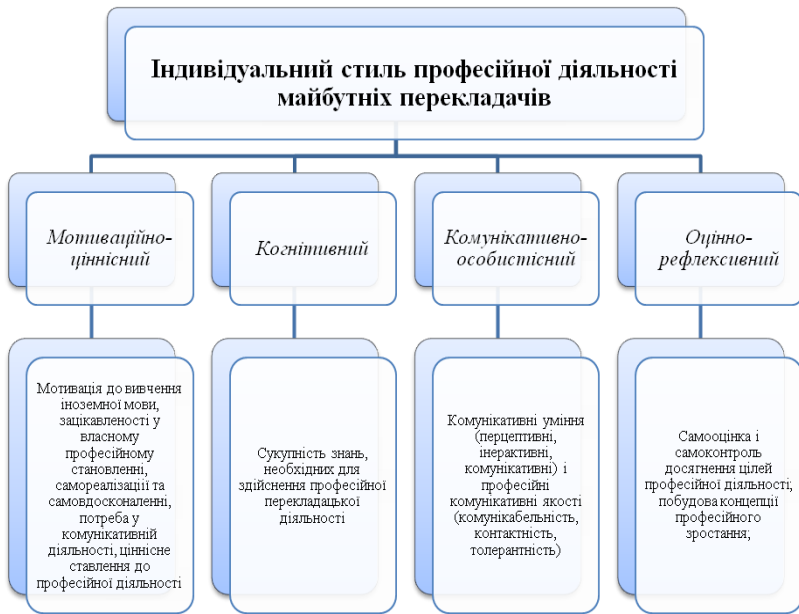 Індивідуальний стиль професійної діяльності
майбутніх перекладачів
Мотиваційно-
ціннісний
Когнітивний
Комунікативно-
особистісний
Оцінно-
рефлексивний
Мотивація до вивчення
іноземної мови,
зацікавленості у
власному
професійному
становленні,
самореалізації та
самовдосконаленні,
потреба у
комунікативній
діяльності, ціннісне
ставлення до
професійної діяльності
Сукупність знань,
необхідних для
здійснення професійної
перекладацької
діяльності
Комунікативні уміння
(перцептивні,
інерактивні,
комунікативні) і
професійні
комунікативні якості
(комунікабельність,
контактність,
толерантність)
Самооцінка і
самоконтроль
досягнення цілей
професійної діяльності;
побудова концепції
професійного
зростання;